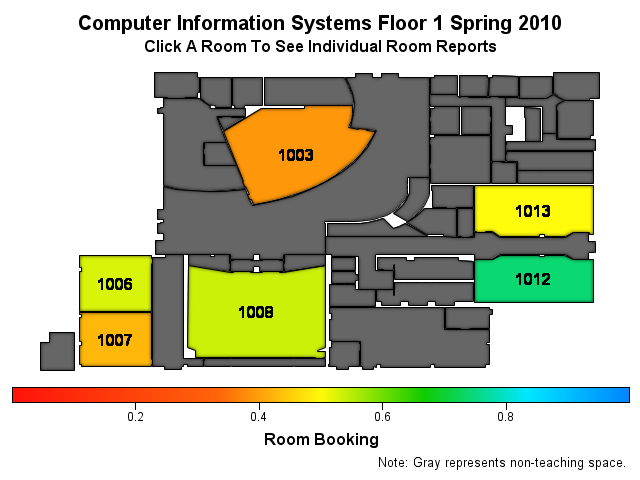 Computer Information Systems Floor 1 Spring 2010
Click A Room To See Individual Room Reports
1003
1013
1012
1006
1008
1007
0.2 0.4 0.6 0.8
Room Booking
Note: Gray represents non-teaching space.